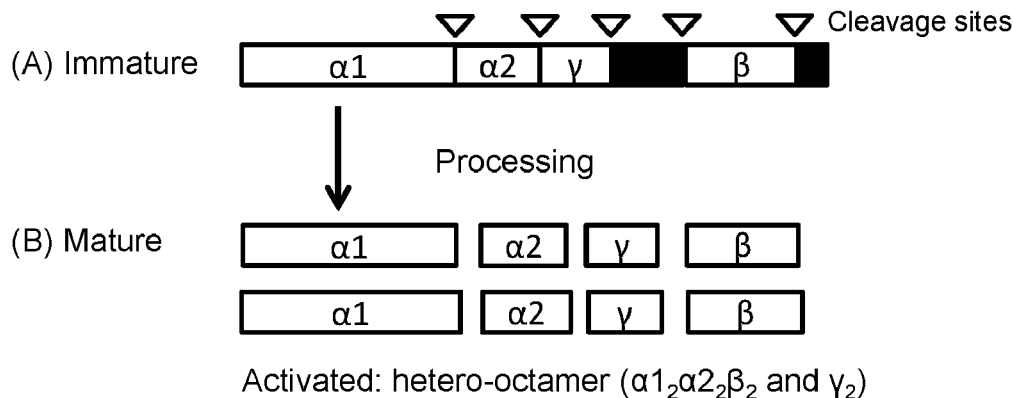 Cleavage sites
(A) Immature α1 α2 γ β
Processing
(B) Mature α1 α2 γ β
α1 α2 γ β
Activated: hetero-octamer (α1₂α2₂β₂ and γ₂)